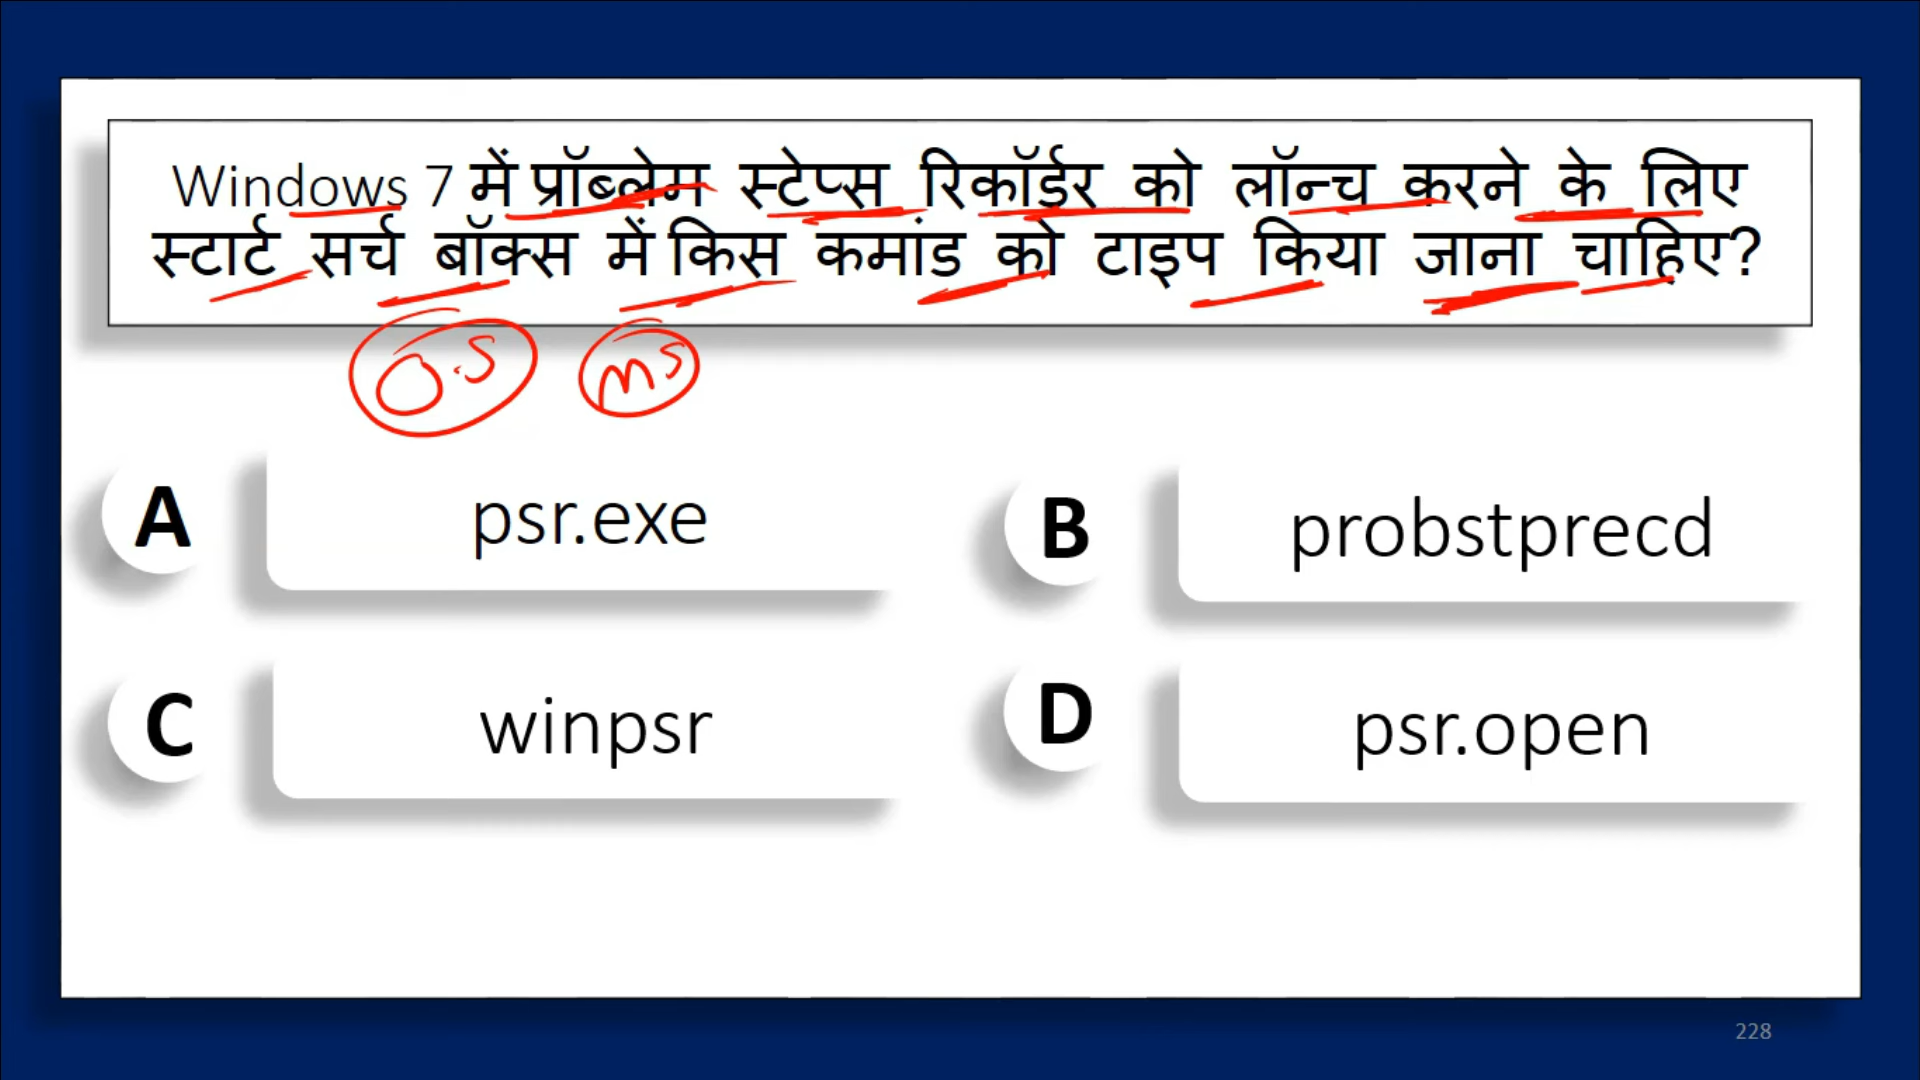 Windows 7 में प्रॉब्लेम स्टेप्स रिकॉर्डर को लॉन्च करने के लिए
स्टार्ट सर्च बॉक्स में किस कमांड को टाइप किया जाना चाहिए?
O.S MS
A psr.exe
B probstprecd
C winpsr
D psr.open
228